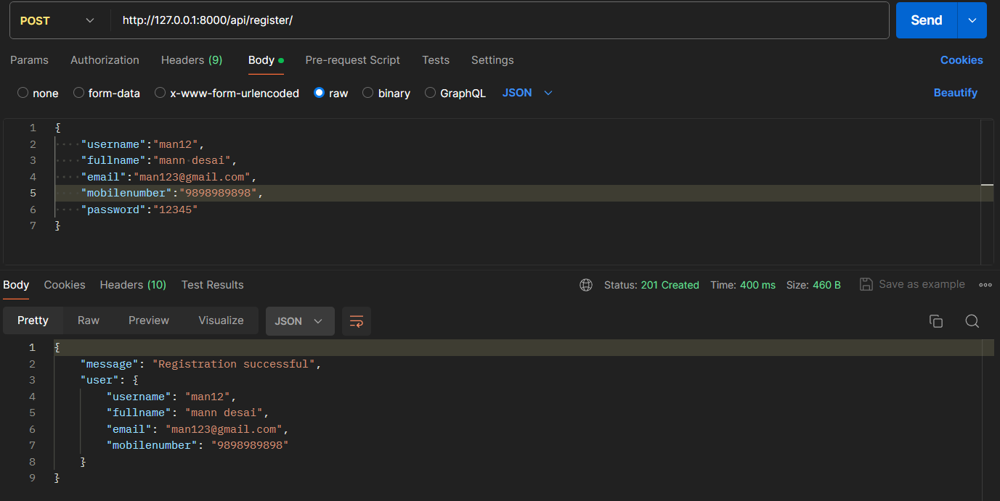 POST http://127.0.0.1:8000/api/register/ Send
Params Authorization Headers (9) Body Pre-request Script Tests Settings Cookies
none form-data x-www-form-urlencoded raw binary GraphQL JSON Beautify
1 {
2 "username":"man12",
3 "fullname":"mann desai",
4 "email":"man123@gmail.com",
5 "mobilenumber":"9898989898",
6 "password":"12345"
7 }
Body Cookies Headers (10) Test Results Status: 201 Created Time: 400 ms Size: 460 B Save as example
Pretty Raw Preview Visualize JSON
1 {
2 "message": "Registration successful",
3 "user": {
4 "username": "man12",
5 "fullname": "mann desai",
6 "email": "man123@gmail.com",
7 "mobilenumber": "9898989898"
8 }
9 }